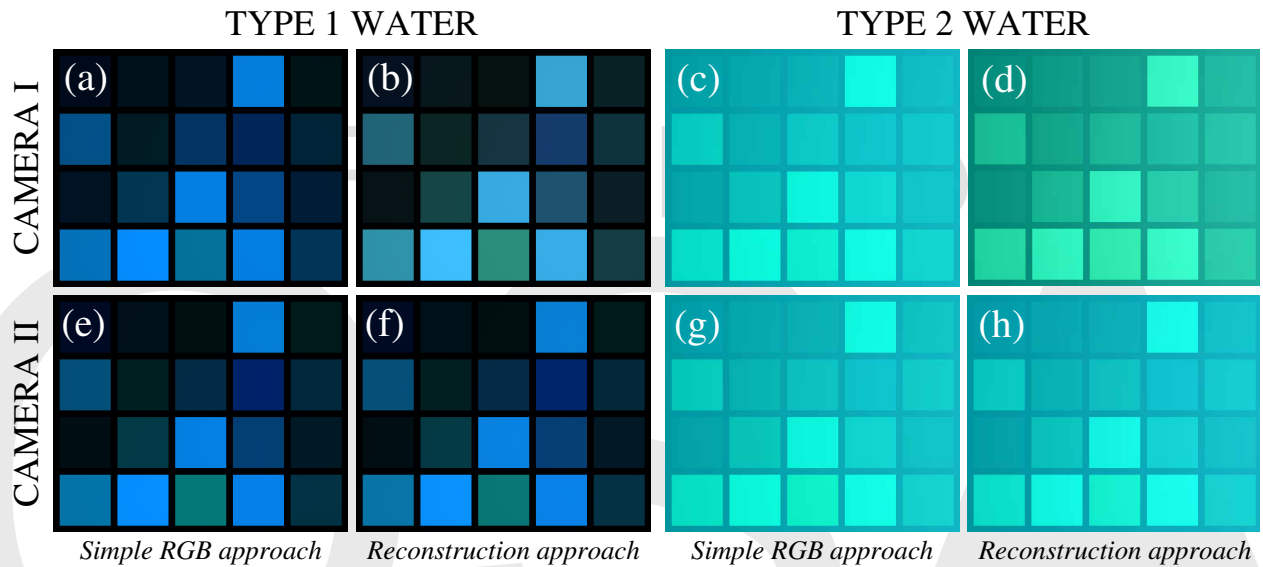 TYPE 1 WATER TYPE 2 WATER
CAMERA I
(a) (b) (c) (d)
CAMERA II
(e) (f) (g) (h)
Simple RGB approach Reconstruction approach Simple RGB approach Reconstruction approach